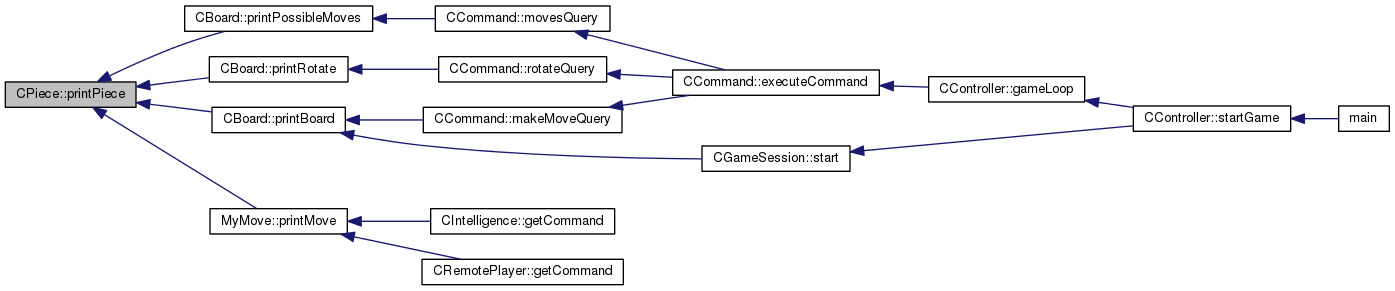 CBoard::printPossibleMoves
CCommand::movesQuery
CBoard::printRotate
CCommand::rotateQuery
CCommand::executeCommand
CController::gameLoop
CPiece::printPiece
CBoard::printBoard
CCommand::makeMoveQuery
CController::startGame
main
CGameSession::start
MyMove::printMove
CIntelligence::getCommand
CRemotePlayer::getCommand